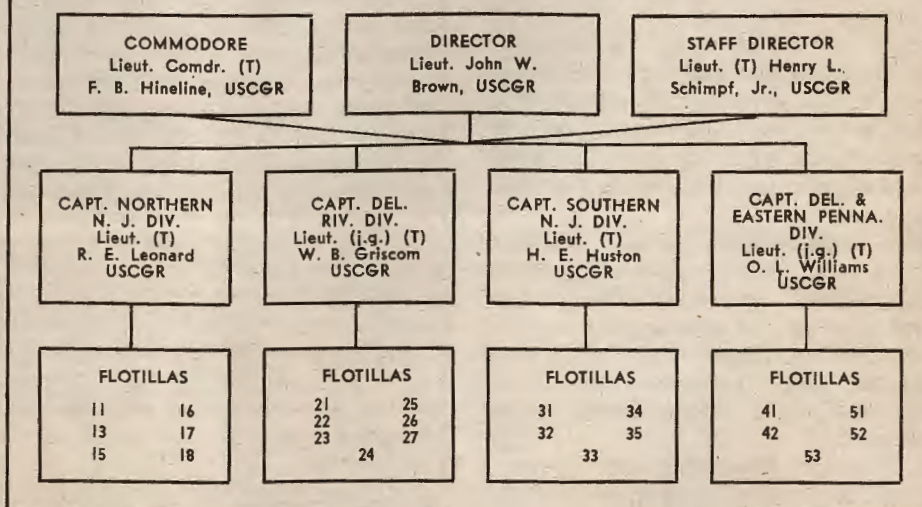 COMMODORE
Lieut. Comdr. (T)
F. B. Hineline, USCGR
DIRECTOR
Lieut. John W.
Brown, USCGR
STAFF DIRECTOR
Lieut. (T) Henry L.
Schimpf, Jr., USCGR
CAPT. NORTHERN
N. J. DIV.
Lieut. (T)
R. E. Leonard
USCGR
CAPT. DEL.
RIV. DIV.
Lieut. (j.g.) (T)
W. B. Griscom
USCGR
CAPT. SOUTHERN
N. J. DIV.
Lieut. (T)
H. E. Huston
USCGR
CAPT. DEL. &
EASTERN PENNA.
DIV.
Lieut. (j.g.) (T)
O. L. Williams
USCGR
FLOTILLAS
11 16
13 17
15 18
FLOTILLAS
21 25
22 26
23 27
24
FLOTILLAS
31 34
32 35
33
FLOTILLAS
41 51
42 52
53